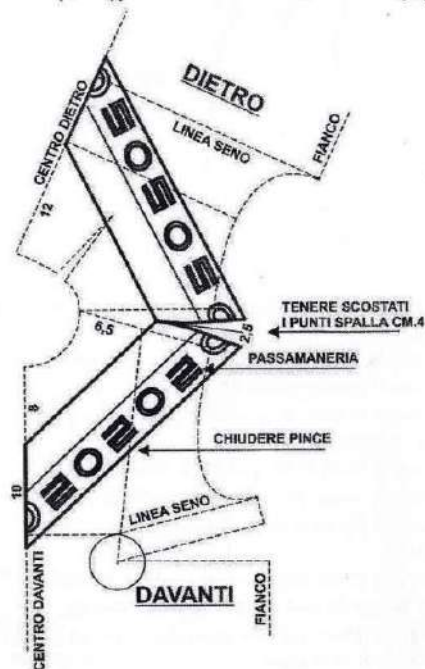 DIETRO
CENTRO DIETRO
LINEA SENO
FIANCO
12
TENERE SCOSTATI
I PUNTI SPALLA CM.4
2,5
6,5
PASSAMANERIA
8
CHIUDERE PINCE
10
LINEA SENO
CENTRO DAVANTI
DAVANTI
FIANCO